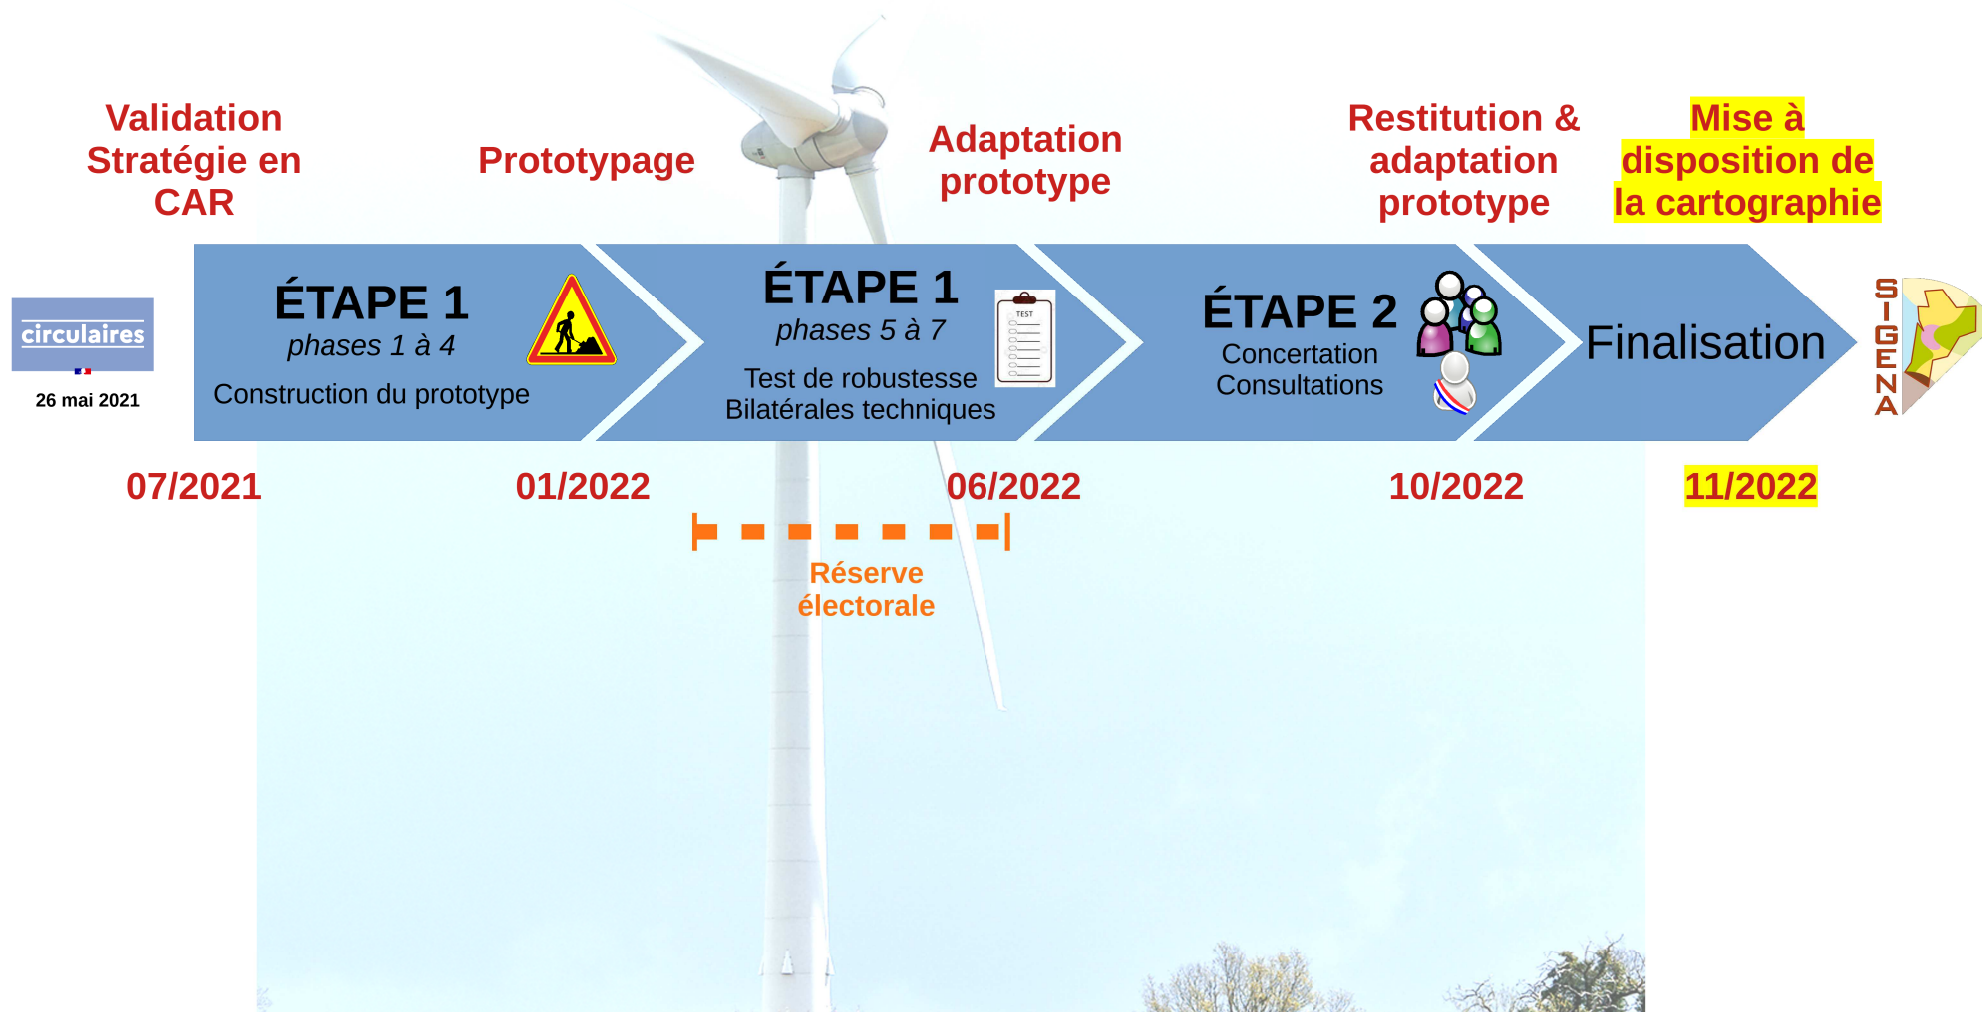 Validation
Stratégie en
CAR
Prototypage
Adaptation
prototype
Restitution &
adaptation
prototype
Mise à
disposition de
la cartographie
circulaires
26 mai 2021
ÉTAPE 1
phases 1 à 4
Construction du prototype
ÉTAPE 1
phases 5 à 7
Test de robustesse
Bilatérales techniques
TEST
ÉTAPE 2
Concertation
Consultations
Finalisation
SIGENA
07/2021
01/2022
06/2022
10/2022
11/2022
Réserve
électorale